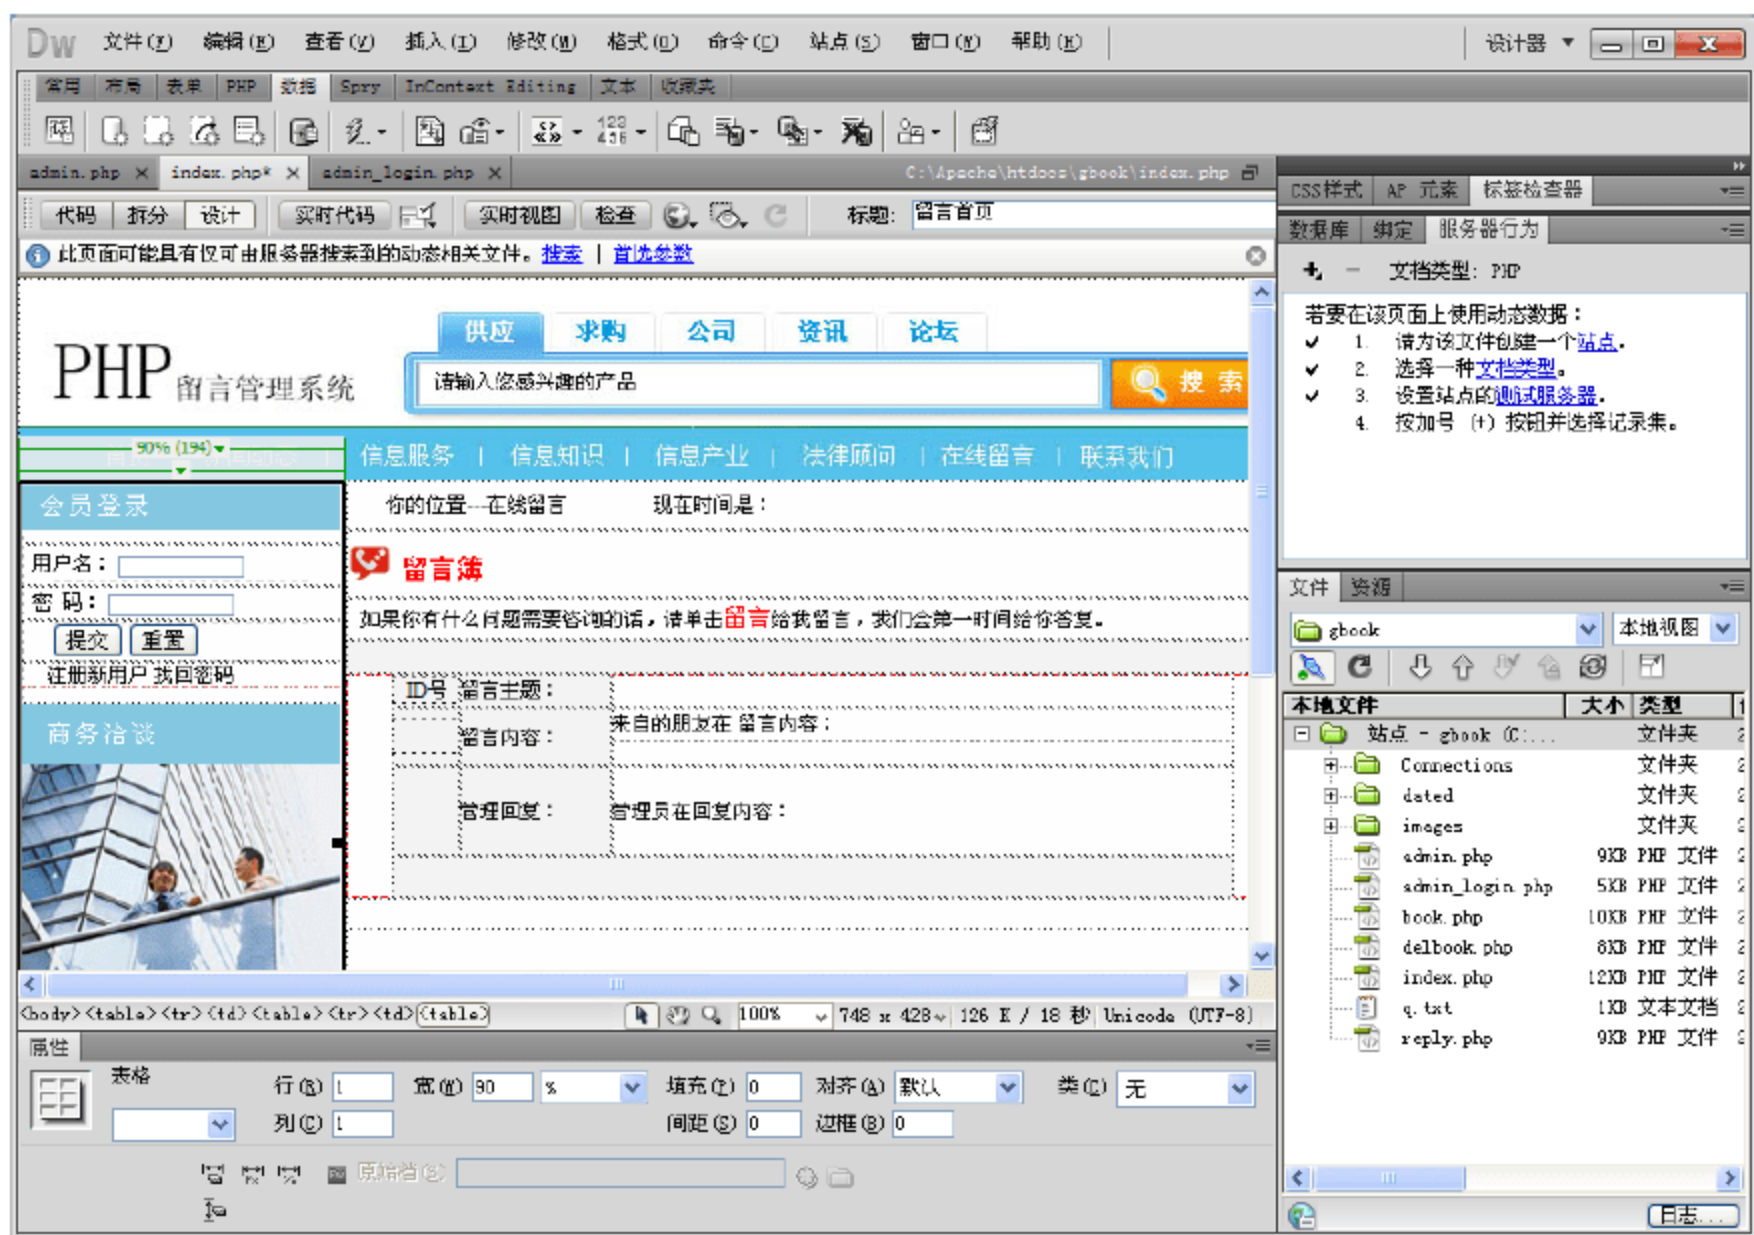 Dw 文件(F) 编辑(E) 查看(V) 插入(I) 修改(M) 格式(O) 命令(C) 站点(S) 窗口(W) 帮助(H) 设计器
常用 布局 表单 PHP 数据 Spry InContext Editing 文本 收藏夹
admin.php index.php* admin_login.php C:\Apache\htdocs\gbook\index.php
代码 拆分 设计 实时代码 实时视图 检查 标题: 留言首页
此页面可能具有仅可由服务器搜索到的动态相关文件。搜索 | 首选参数
供应 求购 公司 资讯 论坛
PHP 留言管理系统
请输入您感兴趣的产品 搜 索
90% (194)
信息服务 | 信息知识 | 信息产业 | 法律顾问 | 在线留言 | 联系我们
会员登录
你的位置---在线留言 现在时间是：
用户名：
密 码：
提交 重置
注册新用户 找回密码
商务洽谈
留言簿
如果你有什么问题需要咨询的话，请单击留言给我留言，我们会第一时间给你答复。
ID号 留言主题：
留言内容： 来自的朋友在 留言内容：
管理回复： 管理员在回复内容：
<body><table><tr><td><table><tr><td><table> 100% 748 x 428 126 K / 18 秒 Unicode (UTF-8)
属性
表格 行(R) 1 宽(W) 90 % 填充(P) 0 对齐(A) 默认 类(C) 无
列(C) 1 间距(S) 0 边框(B) 0
原始档(S)
CSS样式 AP 元素 标签检查器
数据库 绑定 服务器行为
文档类型: PHP
若要在该页面上使用动态数据：
1. 请为该文件创建一个站点。
2. 选择一种文档类型。
3. 设置站点的测试服务器。
4. 按加号 (+) 按钮并选择记录集。
文件 资源
gbook 本地视图
本地文件 大小 类型
站点 - gbook (C:... 文件夹 2
Connections 文件夹 2
dated 文件夹 2
images 文件夹 2
admin.php 9KB PHP 文件 2
admin_login.php 5KB PHP 文件 2
book.php 10KB PHP 文件 2
delbook.php 8KB PHP 文件 2
index.php 12KB PHP 文件 2
q.txt 1KB 文本文档 2
reply.php 9KB PHP 文件 2
日志...